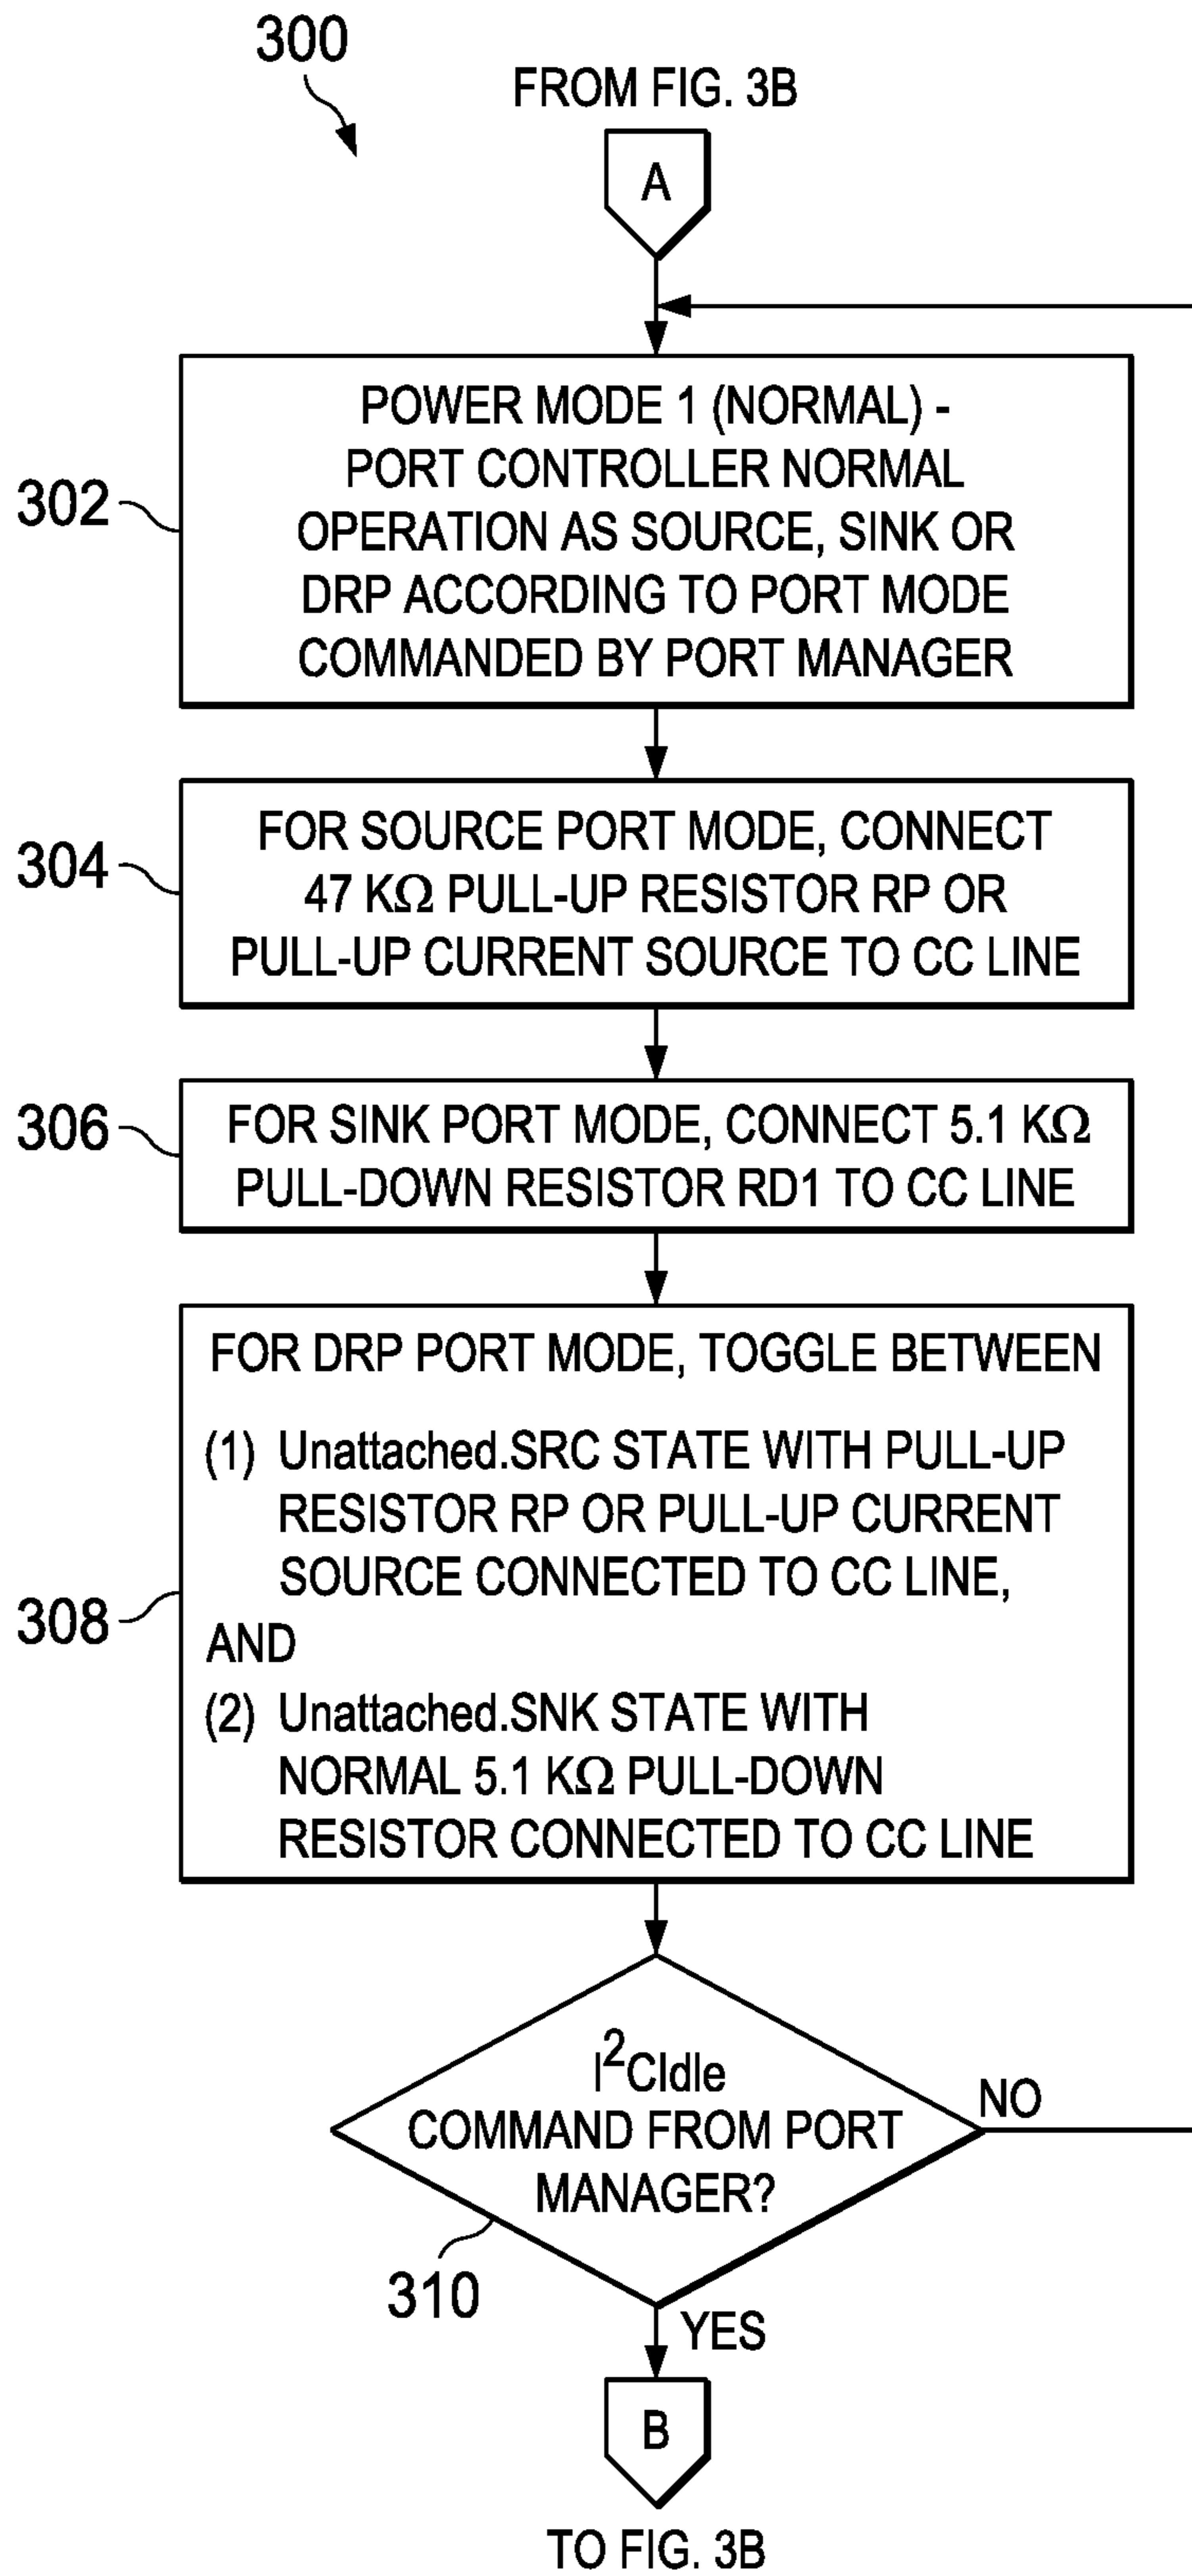 300
FROM FIG. 3B
A
302
POWER MODE 1 (NORMAL) -
PORT CONTROLLER NORMAL
OPERATION AS SOURCE, SINK OR
DRP ACCORDING TO PORT MODE
COMMANDED BY PORT MANAGER
304
FOR SOURCE PORT MODE, CONNECT
47 KΩ PULL-UP RESISTOR RP OR
PULL-UP CURRENT SOURCE TO CC LINE
306
FOR SINK PORT MODE, CONNECT 5.1 KΩ
PULL-DOWN RESISTOR RD1 TO CC LINE
308
FOR DRP PORT MODE, TOGGLE BETWEEN
(1) Unattached.SRC STATE WITH PULL-UP
RESISTOR RP OR PULL-UP CURRENT
SOURCE CONNECTED TO CC LINE,
AND
(2) Unattached.SNK STATE WITH
NORMAL 5.1 KΩ PULL-DOWN
RESISTOR CONNECTED TO CC LINE
I²CIdle
COMMAND FROM PORT
MANAGER?
NO
310
YES
B
TO FIG. 3B